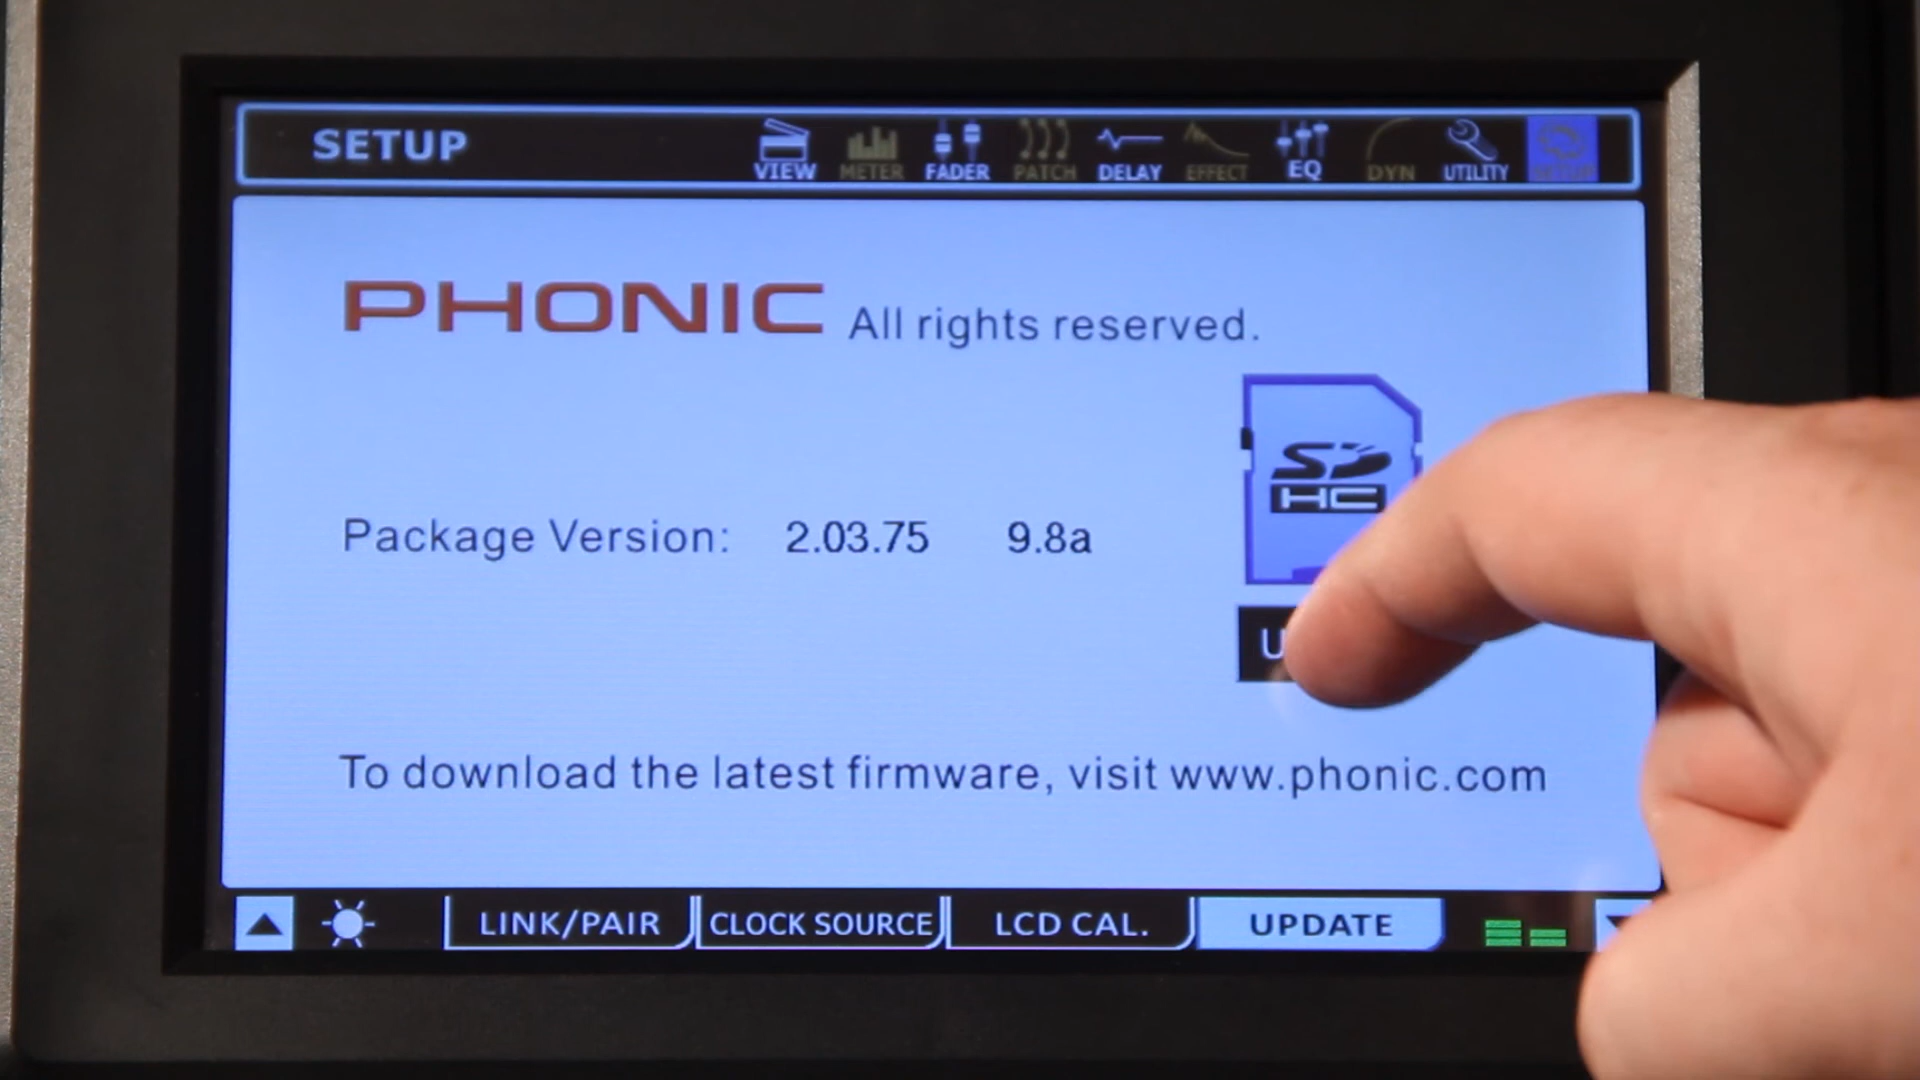 SETUP
VIEW METER FADER PATCH DELAY EFFECT EQ DYN UTILITY SETUP
PHONIC All rights reserved.
SD
HC
Package Version: 2.03.75 9.8a
To download the latest firmware, visit www.phonic.com
LINK/PAIR CLOCK SOURCE LCD CAL. UPDATE